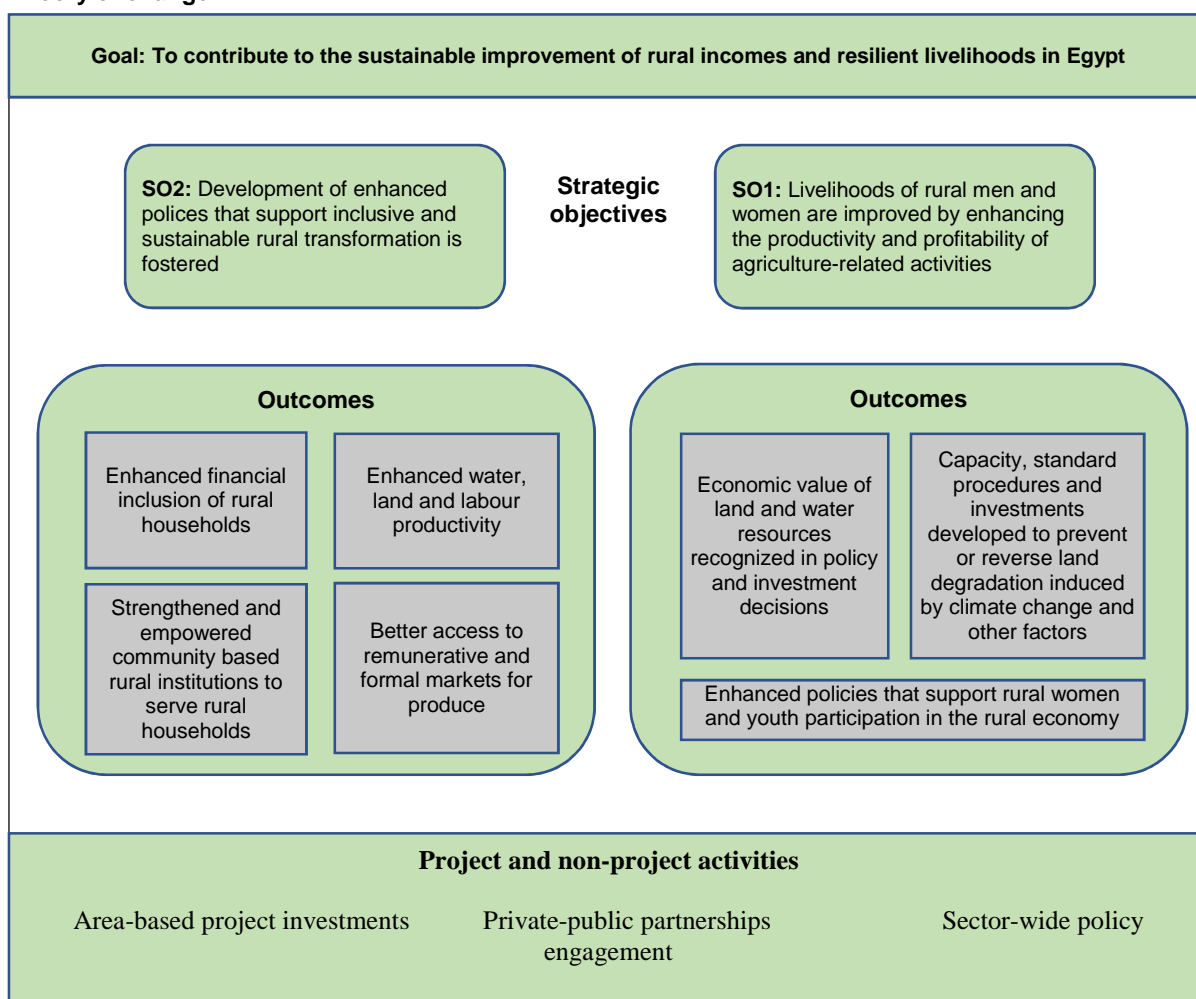 Goal: To contribute to the sustainable improvement of rural incomes and resilient livelihoods in Egypt
SO2: Development of enhanced
polices that support inclusive and
sustainable rural transformation is
fostered
Strategic
objectives
SO1: Livelihoods of rural men and
women are improved by enhancing
the productivity and profitability of
agriculture-related activities
Outcomes
Enhanced financial
inclusion of rural
households
Enhanced water,
land and labour
productivity
Strengthened and
empowered
community based
rural institutions to
serve rural
households
Better access to
remunerative and
formal markets for
produce
Outcomes
Economic value of
land and water
resources
recognized in policy
and investment
decisions
Capacity, standard
procedures and
investments
developed to prevent
or reverse land
degradation induced
by climate change and
other factors
Enhanced policies that support rural women
and youth participation in the rural economy
Project and non-project activities
Area-based project investments
Private-public partnerships
engagement
Sector-wide policy